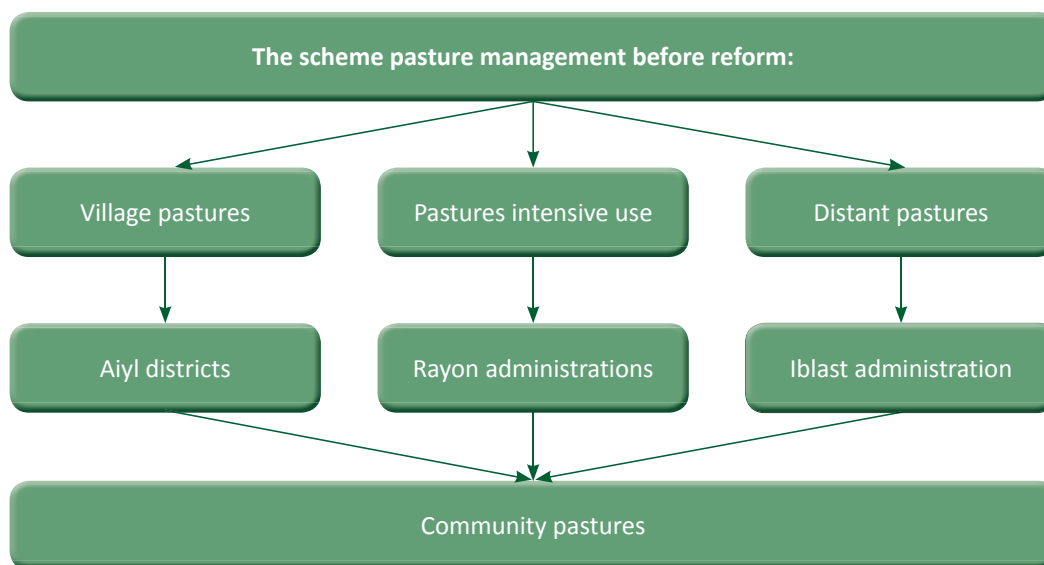 The scheme pasture management before reform:
Village pastures
Pastures intensive use
Distant pastures
Aiyl districts
Rayon administrations
Iblast administration
Community pastures